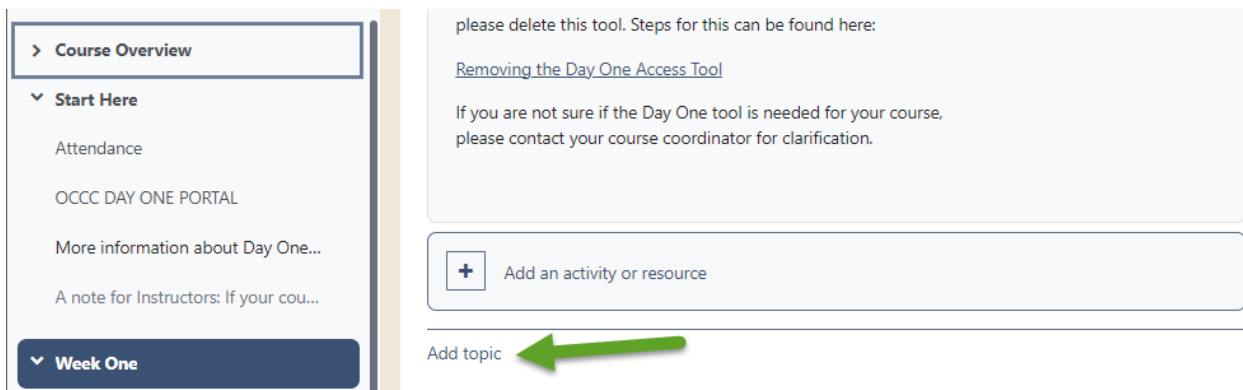 Course Overview
Start Here
Attendance
OCCC DAY ONE PORTAL
More information about Day One...
A note for Instructors: If your cou...
Week One
please delete this tool. Steps for this can be found here:
Removing the Day One Access Tool
If you are not sure if the Day One tool is needed for your course,
please contact your course coordinator for clarification.
Add an activity or resource
Add topic